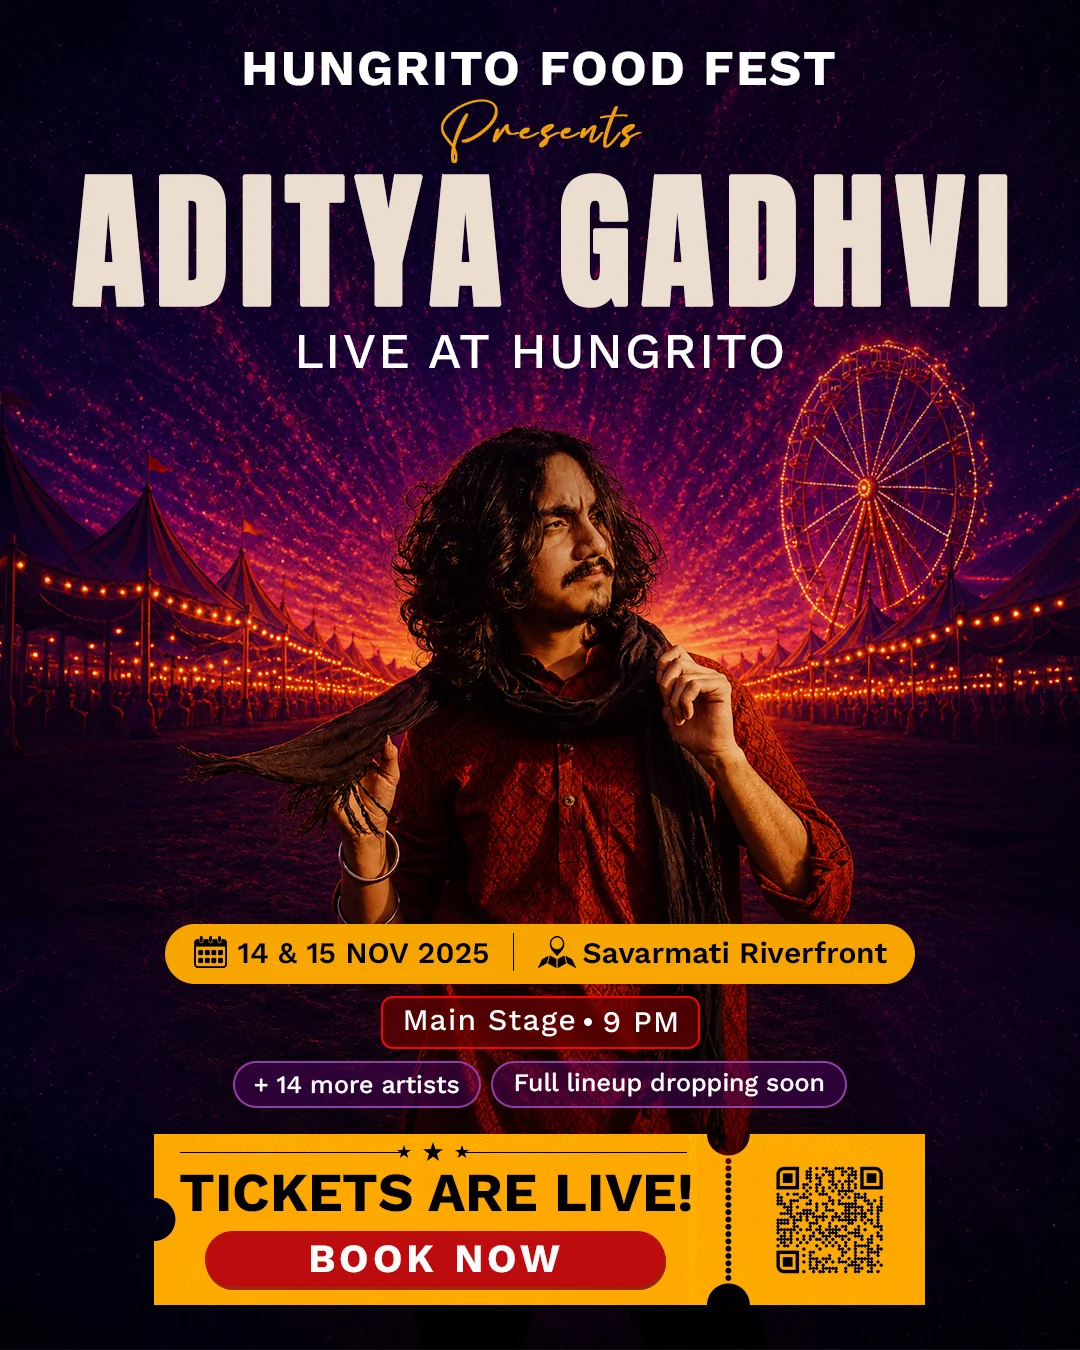 HUNGRITO FOOD FEST
Presents
ADITYA GADHVI
LIVE AT HUNGRITO
14 & 15 NOV 2025 | Savarmati Riverfront
Main Stage • 9 PM
+ 14 more artists
Full lineup dropping soon
TICKETS ARE LIVE!
BOOK NOW